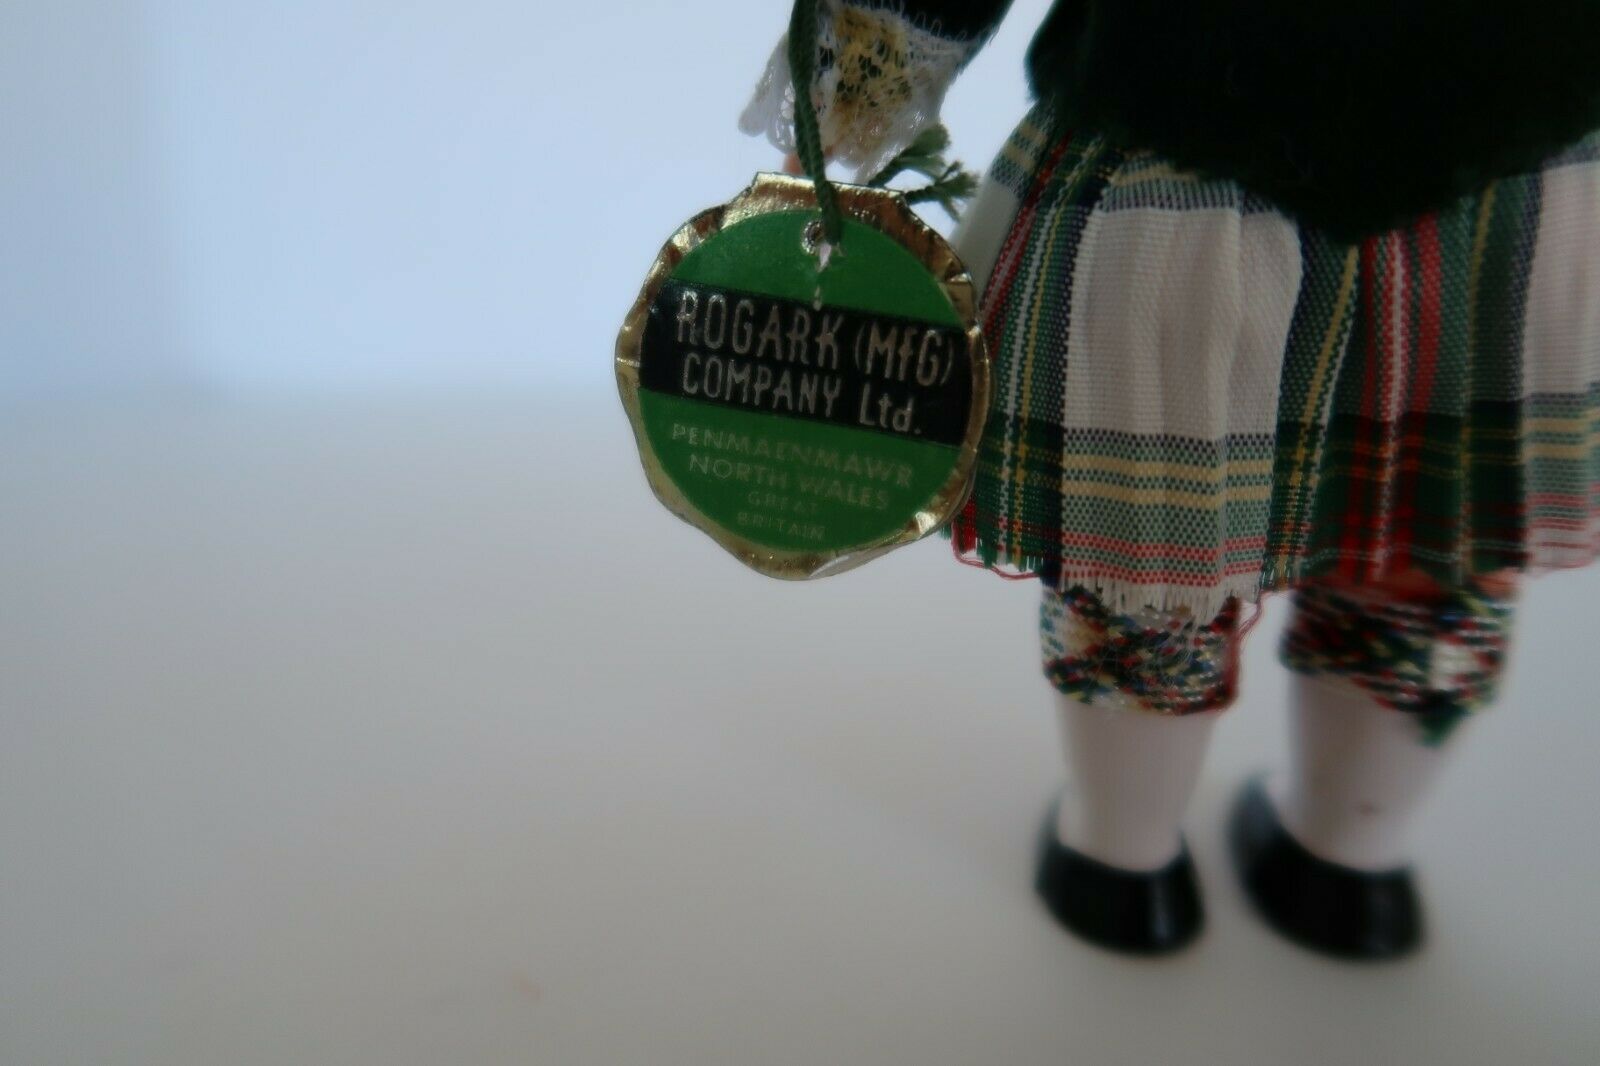 ROGARK (MfG)
COMPANY Ltd.
PENMAENMAWR
NORTH WALES
GREAT
BRITAIN